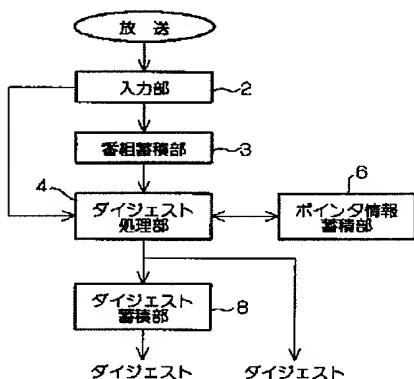 放送
入力部
2
番組蓄積部
3
4
6
ダイジェスト
処理部
ポインタ情報
蓄積部
ダイジェスト
蓄積部
8
ダイジェスト
ダイジェスト